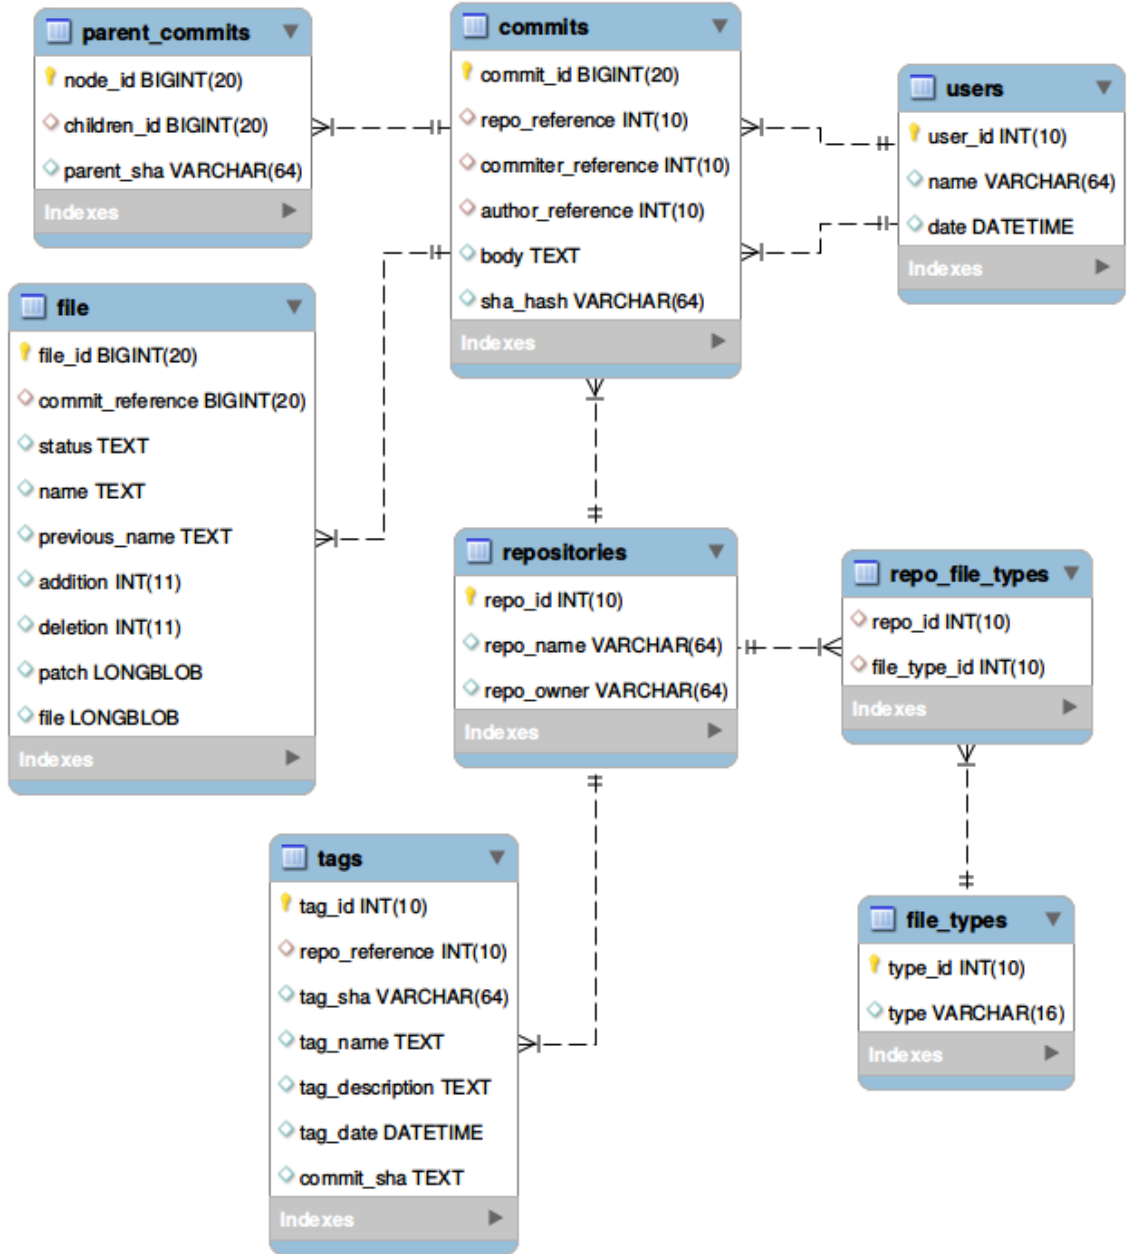 parent_commits
node_id BIGINT(20)
children_id BIGINT(20)
parent_sha VARCHAR(64)
Indexes
commits
commit_id BIGINT(20)
repo_reference INT(10)
commiter_reference INT(10)
author_reference INT(10)
body TEXT
sha_hash VARCHAR(64)
Indexes
users
user_id INT(10)
name VARCHAR(64)
date DATETIME
Indexes
file
file_id BIGINT(20)
commit_reference BIGINT(20)
status TEXT
name TEXT
previous_name TEXT
addition INT(11)
deletion INT(11)
patch LONGBLOB
file LONGBLOB
Indexes
repositories
repo_id INT(10)
repo_name VARCHAR(64)
repo_owner VARCHAR(64)
Indexes
repo_file_types
repo_id INT(10)
file_type_id INT(10)
Indexes
tags
tag_id INT(10)
repo_reference INT(10)
tag_sha VARCHAR(64)
tag_name TEXT
tag_description TEXT
tag_date DATETIME
commit_sha TEXT
Indexes
file_types
type_id INT(10)
type VARCHAR(16)
Indexes